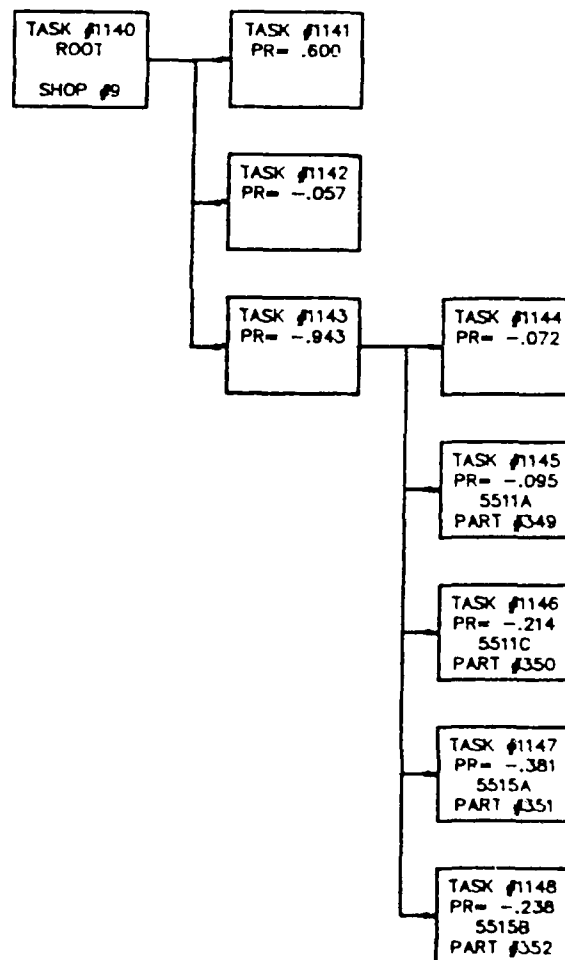 TASK #1140
ROOT
SHOP #9
TASK #1141
PR= .600
TASK #1142
PR= -.057
TASK #1143
PR= -.943
TASK #1144
PR= -.072
TASK #1145
PR= -.095
5511A
PART #349
TASK #1146
PR= -.214
5511C
PART #350
TASK #1147
PR= -.381
5515A
PART #351
TASK #1148
PR= -.238
5515B
PART #352